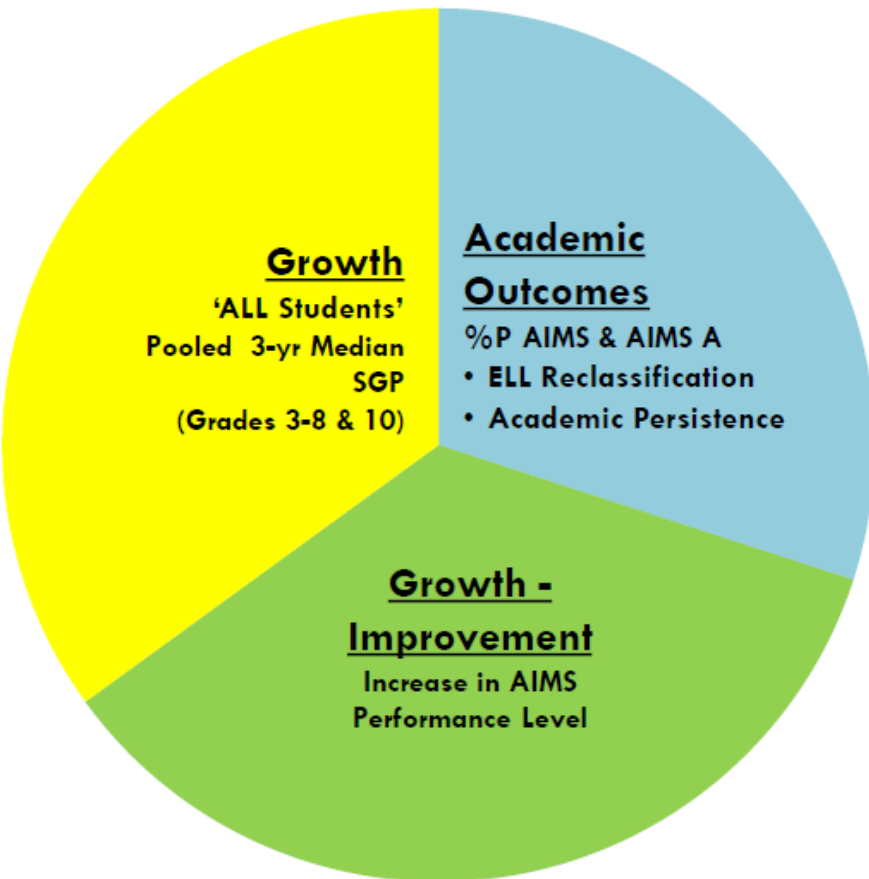 Growth
‘ALL Students’
Pooled 3-yr Median
SGP
(Grades 3-8 & 10)
Academic
Outcomes
%P AIMS & AIMS A
• ELL Reclassification
• Academic Persistence
Growth -
Improvement
Increase in AIMS
Performance Level